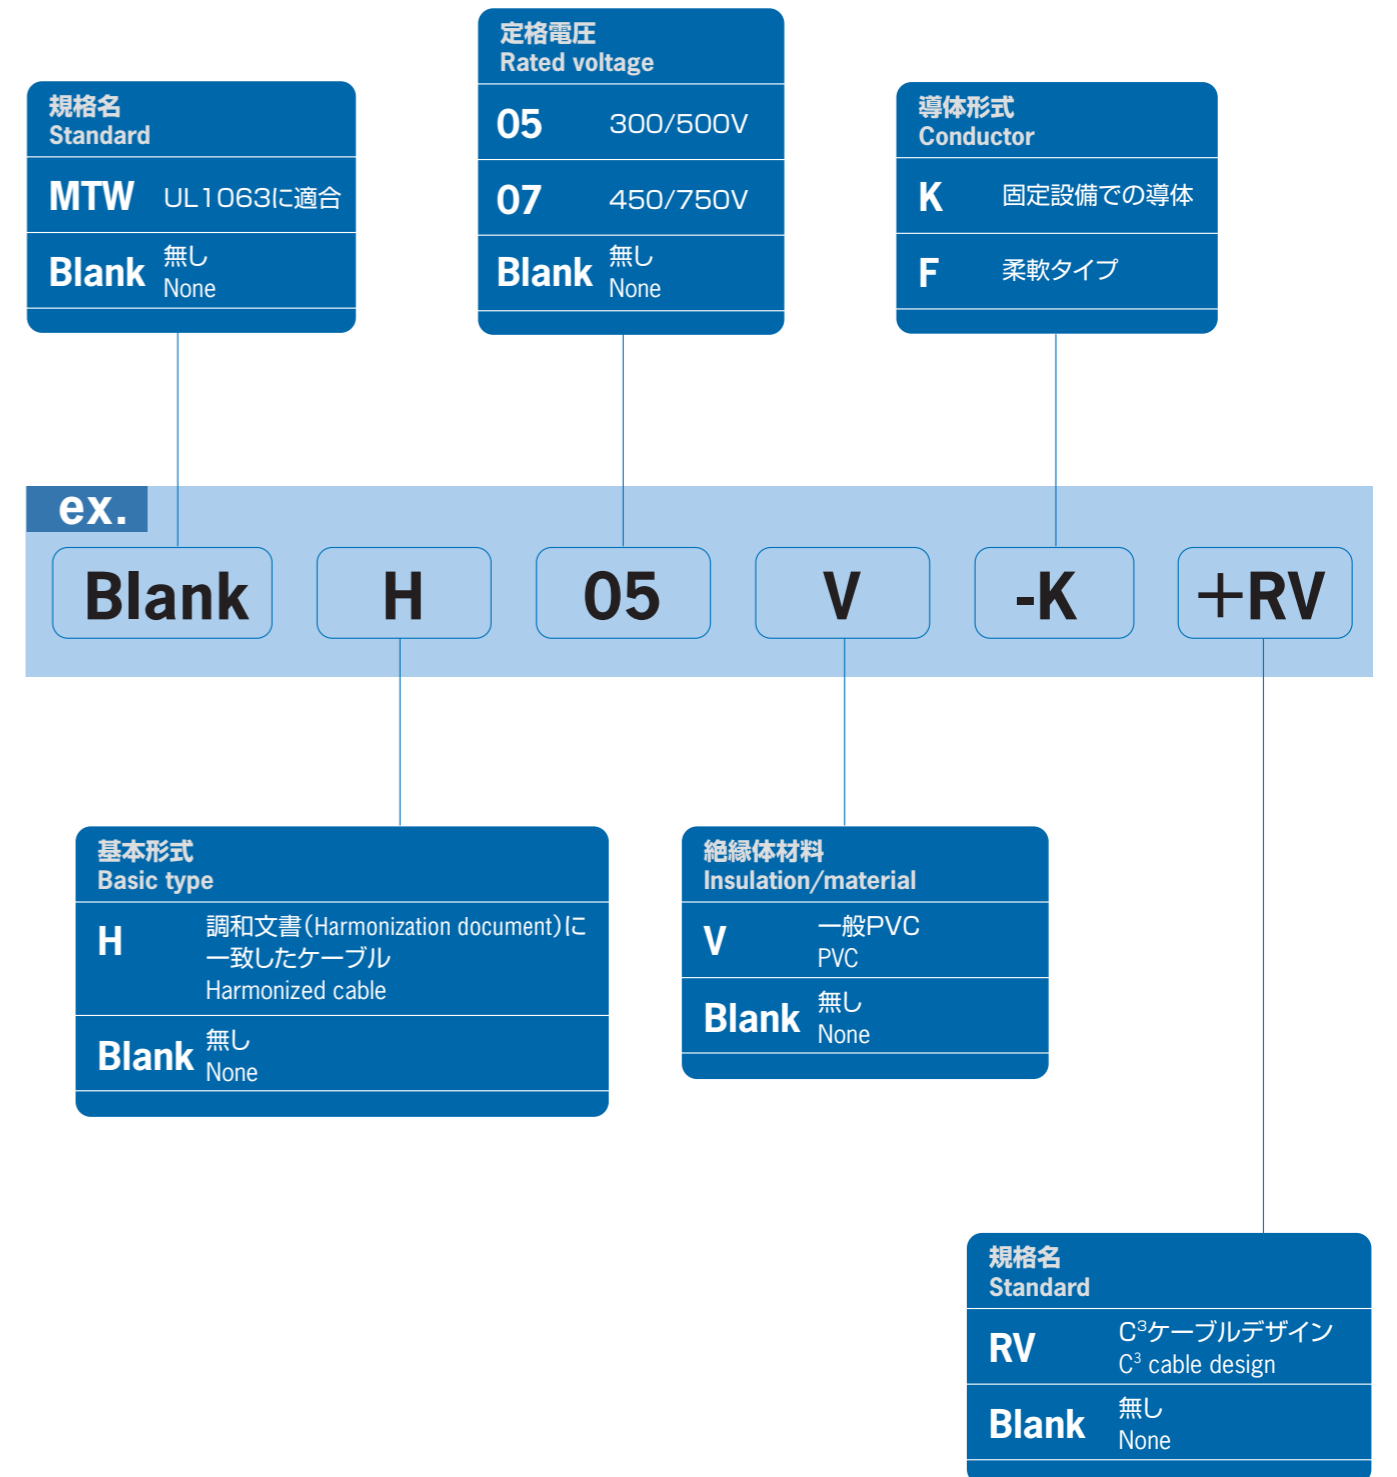 定格電圧
Rated voltage
05 300/500V
07 450/750V
Blank 無し
None
規格名
Standard
MTW UL1063に適合
Blank 無し
None
導体形式
Conductor
K 固定設備での導体
F 柔軟タイプ
ex.
Blank H 05 V -K +RV
基本形式
Basic type
H 調和文書(Harmonization document)に
一致したケーブル
Harmonized cable
Blank 無し
None
絶縁体材料
Insulation/material
V 一般PVC
PVC
Blank 無し
None
規格名
Standard
RV C³ケーブルデザイン
C³ cable design
Blank 無し
None